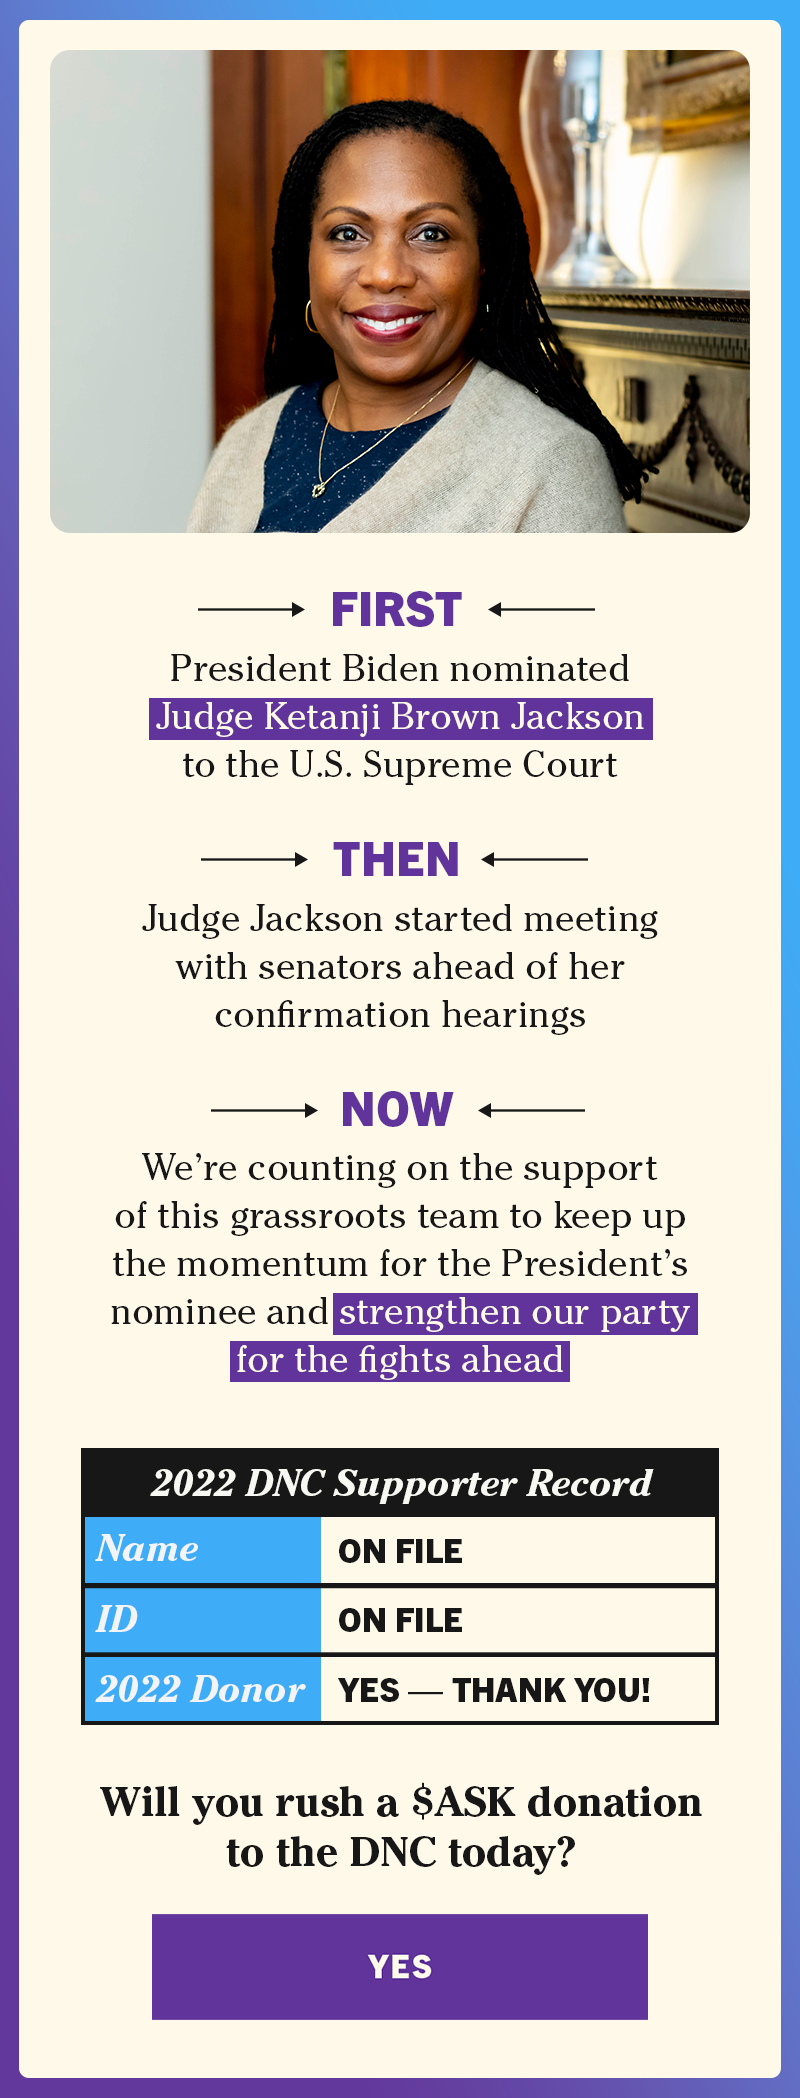 FIRST
President Biden nominated
Judge Ketanji Brown Jackson
to the U.S. Supreme Court
THEN
Judge Jackson started meeting
with senators ahead of her
confirmation hearings
NOW
We’re counting on the support
of this grassroots team to keep up
the momentum for the President’s
nominee and strengthen our party
for the fights ahead
2022 DNC Supporter Record
Name ON FILE
ID ON FILE
2022 Donor YES — THANK YOU!
Will you rush a $ASK donation
to the DNC today?
YES